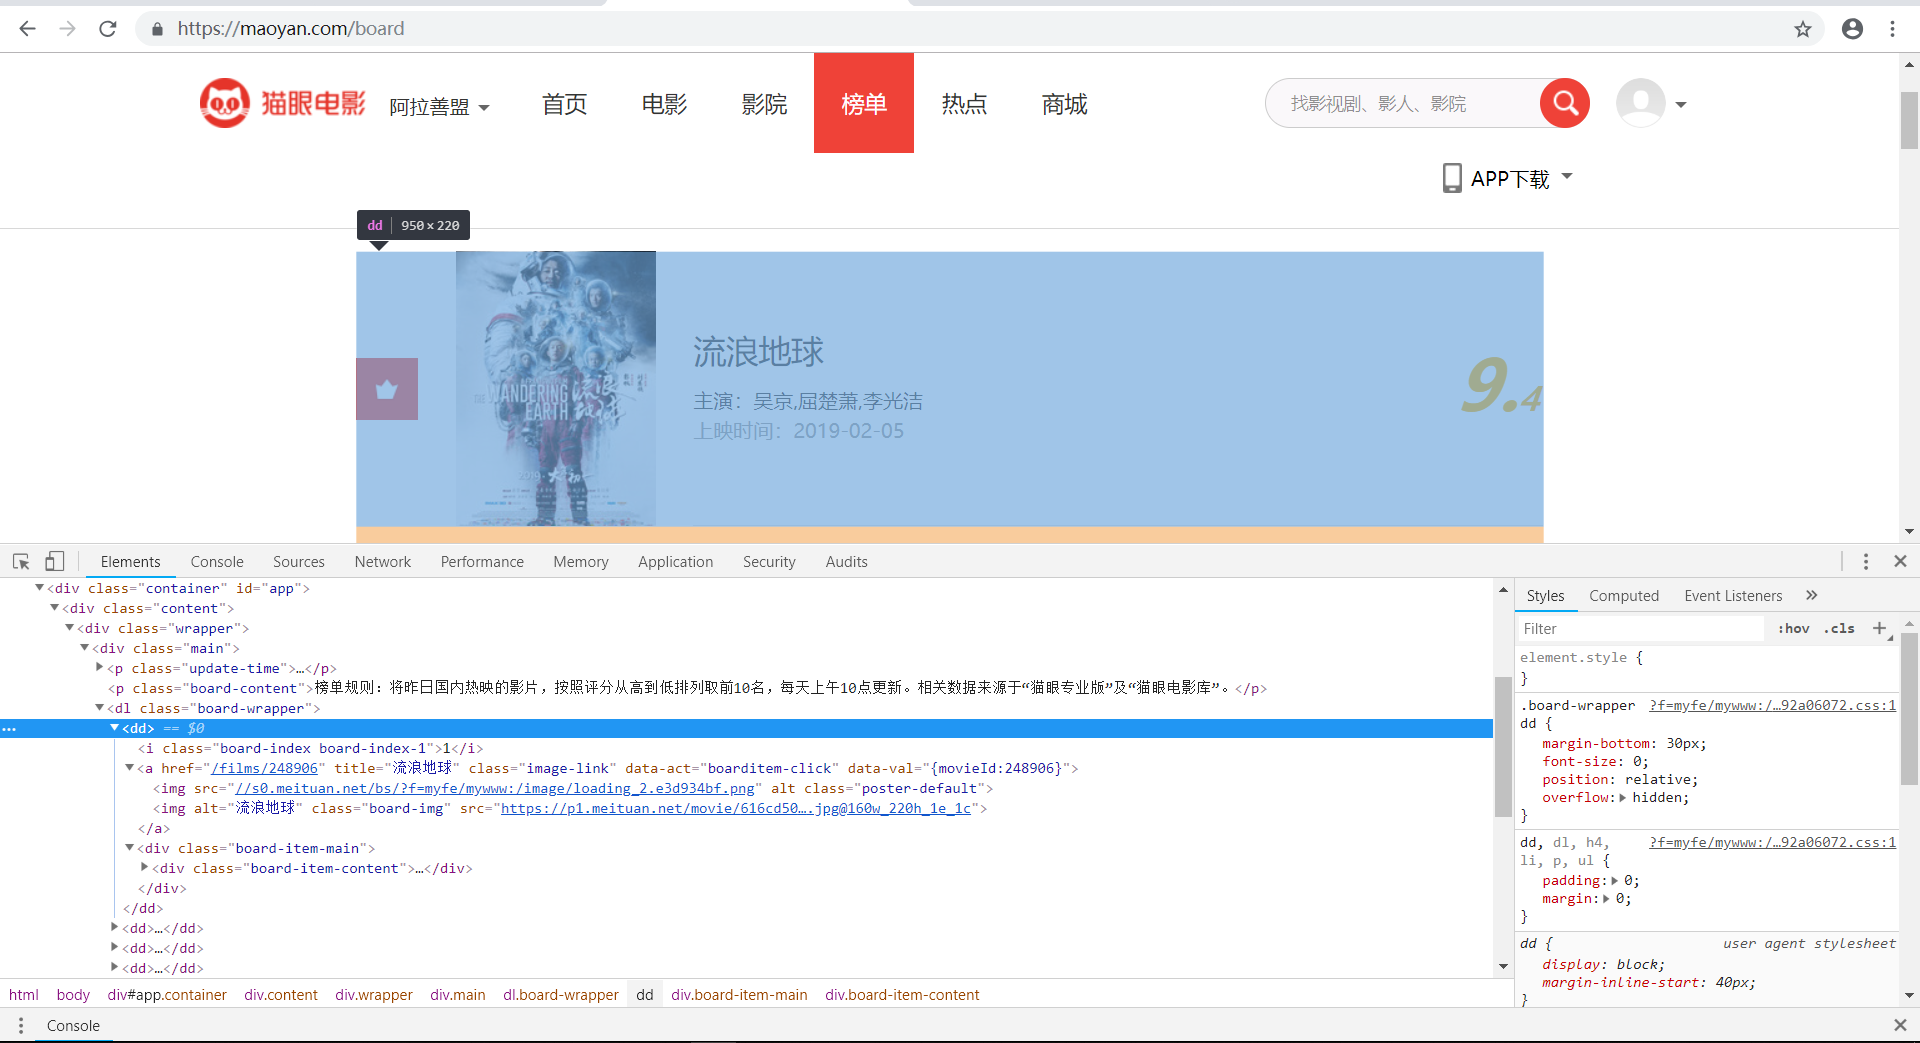 https://maoyan.com/board
猫眼电影
阿拉善盟
首页
电影
影院
榜单
热点
商城
找影视剧、影人、影院
APP下载
dd 950 × 220
THE WANDERING EARTH
流浪地球
流浪地球
主演：吴京,屈楚萧,李光洁
上映时间：2019-02-05
9.4
Elements Console Sources Network Performance Memory Application Security Audits
<div class="container" id="app">
<div class="content">
<div class="wrapper">
<div class="main">
<p class="update-time">…</p>
<p class="board-content">榜单规则：将昨日国内热映的影片，按照评分从高到低排列取前10名，每天上午10点更新。相关数据来源于“猫眼专业版”及“猫眼电影库”。</p>
<dl class="board-wrapper">
<dd> == $0
<i class="board-index board-index-1">1</i>
<a href="/films/248906" title="流浪地球" class="image-link" data-act="boarditem-click" data-val="{movieId:248906}">
<img src="//s0.meituan.net/bs/?f=myfe/mywww:/image/loading_2.e3d934bf.png" alt class="poster-default">
<img alt="流浪地球" class="board-img" src="https://p1.meituan.net/movie/616cd50….jpg@160w_220h_1e_1c">
</a>
<div class="board-item-main">
<div class="board-item-content">…</div>
</div>
</dd>
<dd>…</dd>
<dd>…</dd>
<dd>…</dd>
html body div#app.container div.content div.wrapper div.main dl.board-wrapper dd div.board-item-main div.board-item-content
Styles Computed Event Listeners »
Filter :hov .cls +
element.style {
}
.board-wrapper ?f=myfe/mywww:/…92a06072.css:1
dd {
margin-bottom: 30px;
font-size: 0;
position: relative;
overflow: hidden;
}
dd, dl, h4, ?f=myfe/mywww:/…92a06072.css:1
li, p, ul {
padding: 0;
margin: 0;
}
dd { user agent stylesheet
display: block;
margin-inline-start: 40px;
}
Console